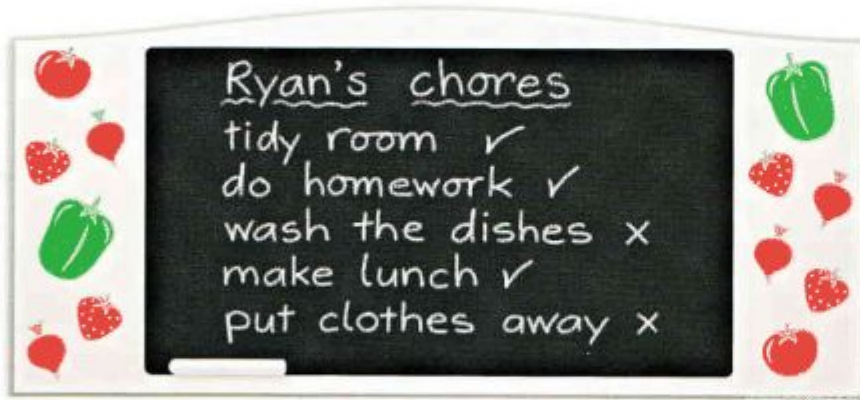 Ryan's chores
tidy room ✓
do homework ✓
wash the dishes x
make lunch ✓
put clothes away x